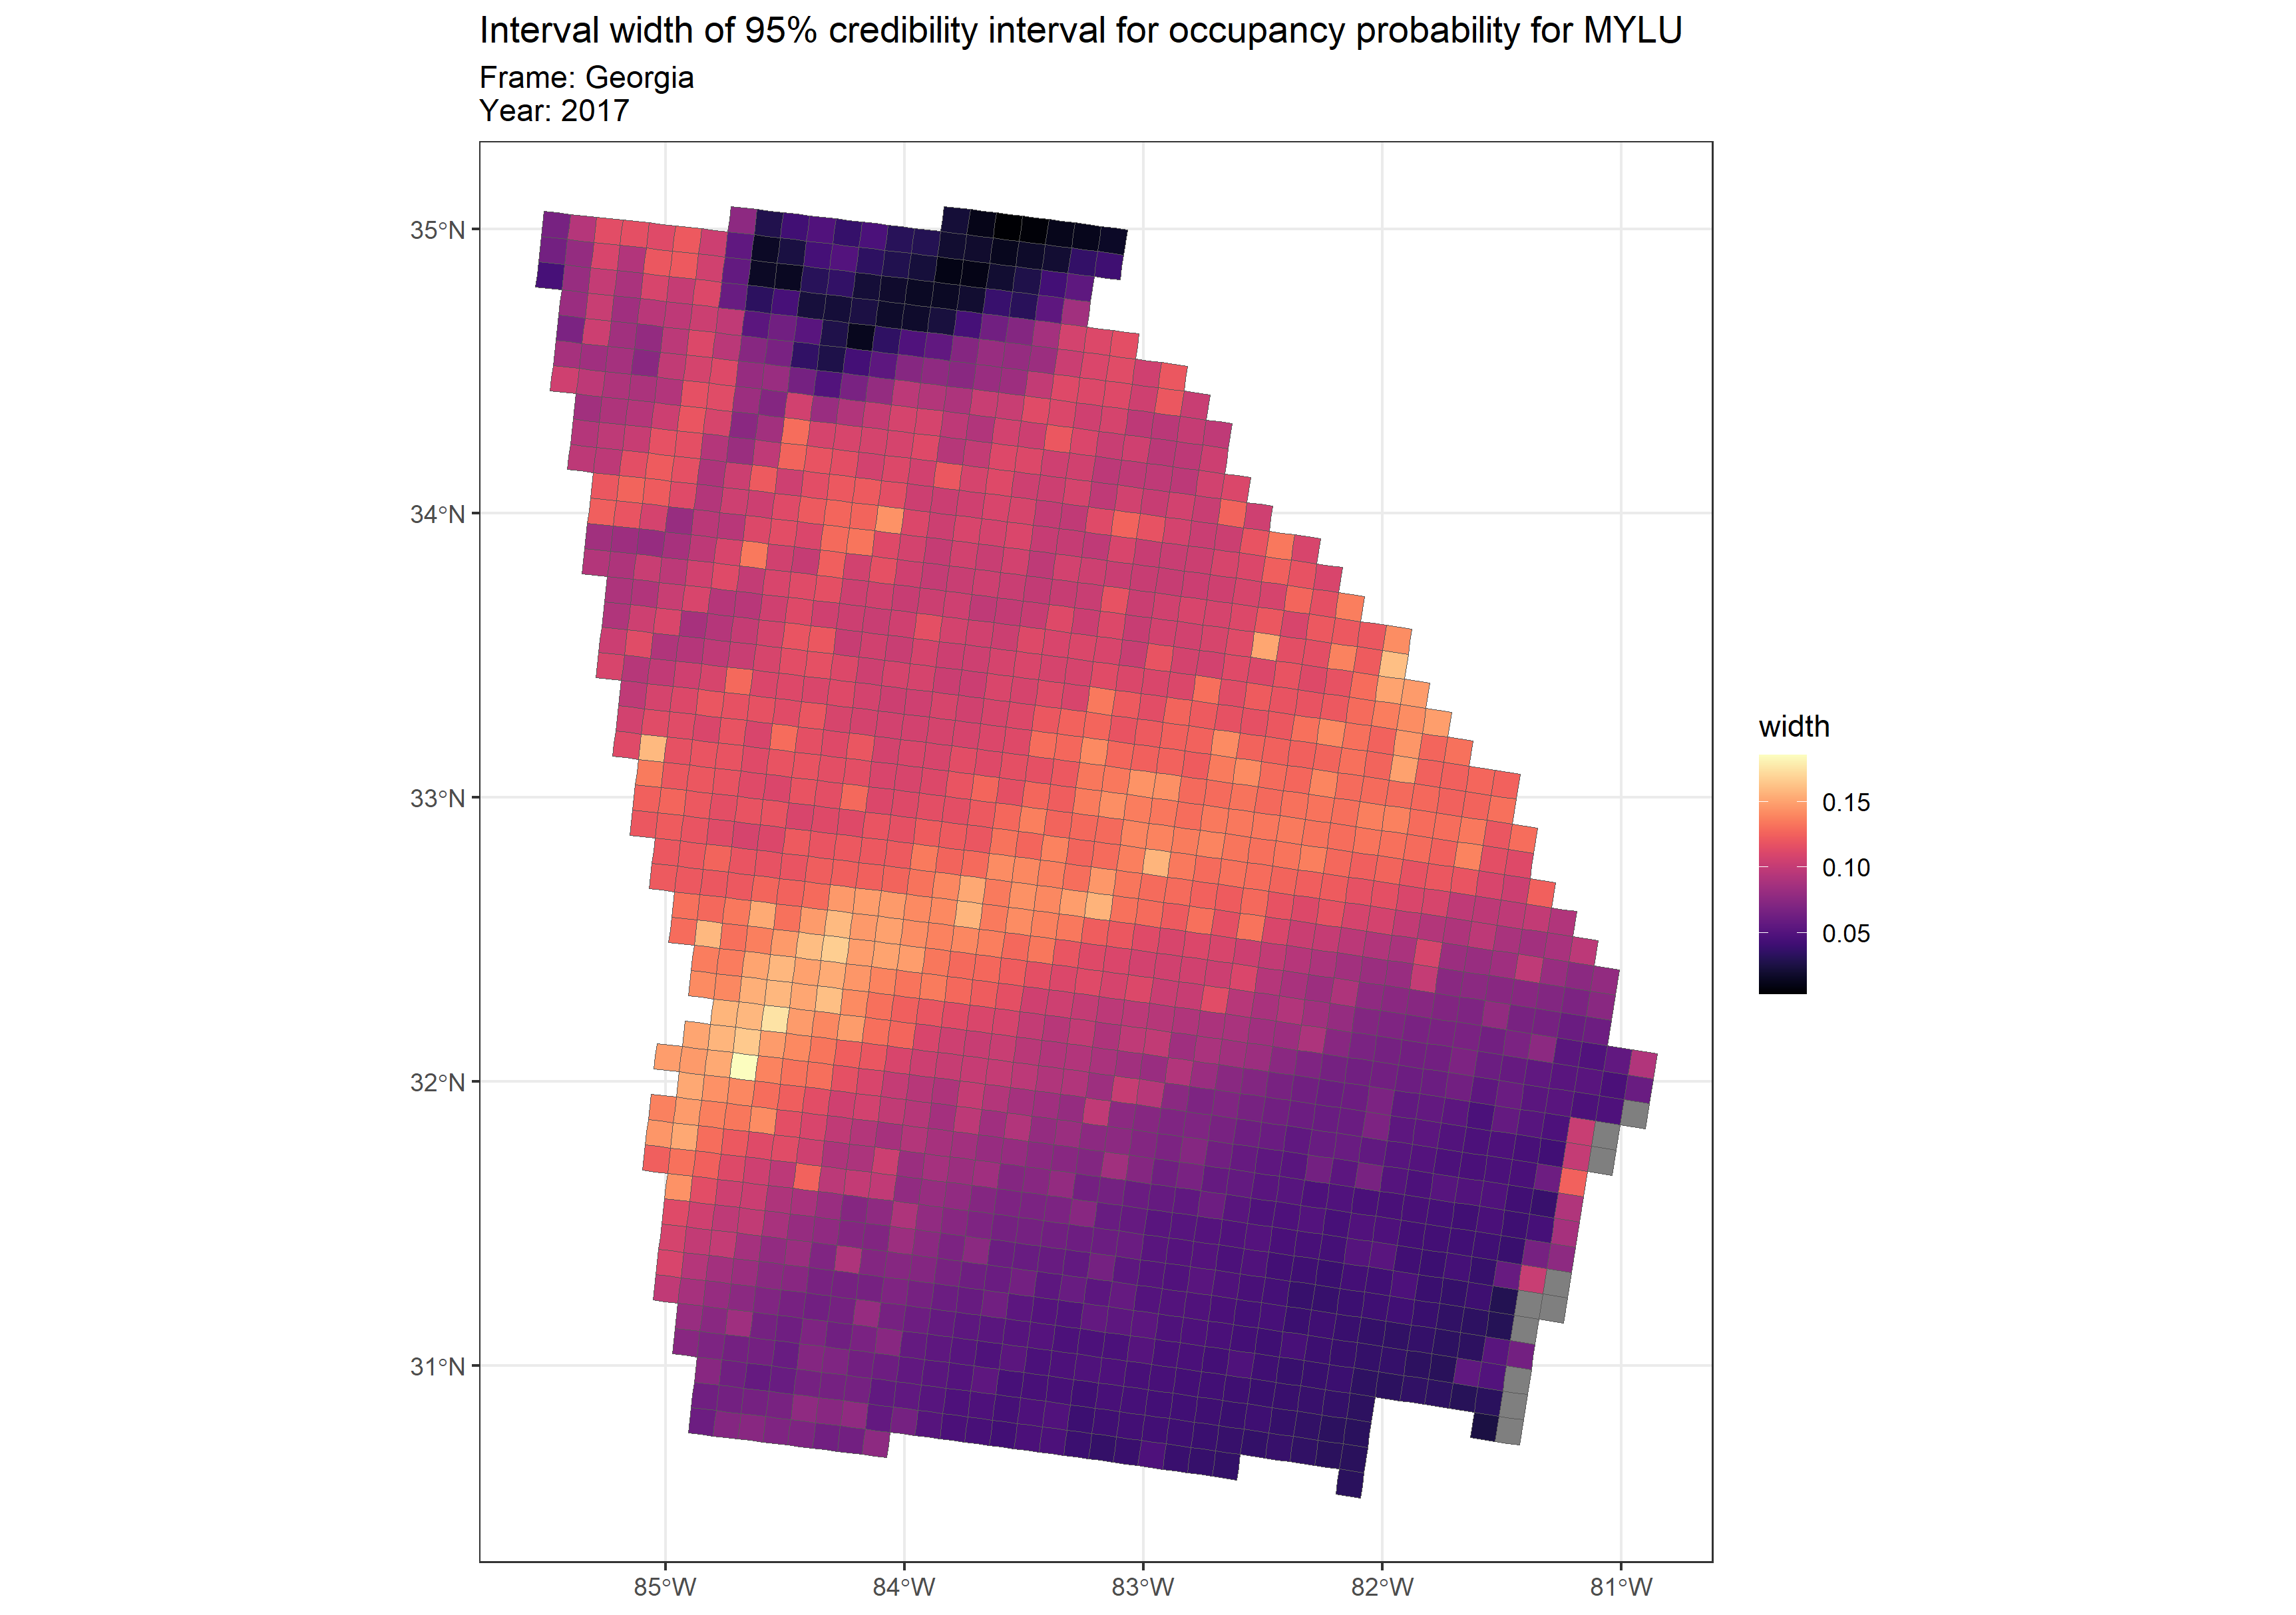 Interval width of 95% credibility interval for occupancy probability for MYLU
Frame: Georgia
Year: 2017
35°N
34°N
33°N
32°N
31°N
85°W
84°W
83°W
82°W
81°W
width
0.15
0.10
0.05